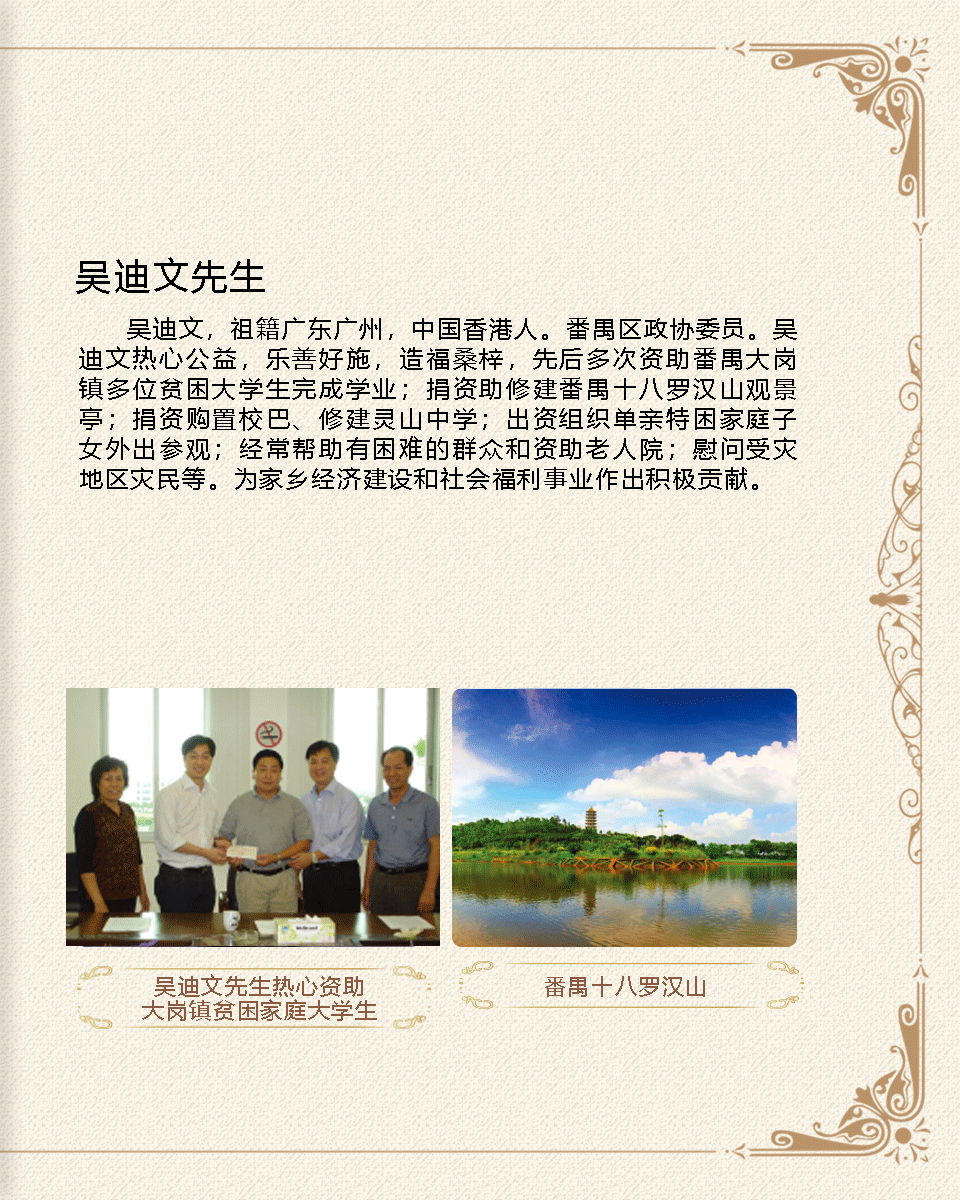 吴迪文先生
吴迪文，祖籍广东广州，中国香港人。番禺区政协委员。吴
迪文热心公益，乐善好施，造福桑梓，先后多次资助番禺大岗
镇多位贫困大学生完成学业；捐资助修建番禺十八罗汉山观景
亭；捐资购置校巴、修建灵山中学；出资组织单亲特困家庭子
女外出参观；经常帮助有困难的群众和资助老人院；慰问受灾
地区灾民等。为家乡经济建设和社会福利事业作出积极贡献。
吴迪文先生热心资助
大岗镇贫困家庭大学生
番禺十八罗汉山